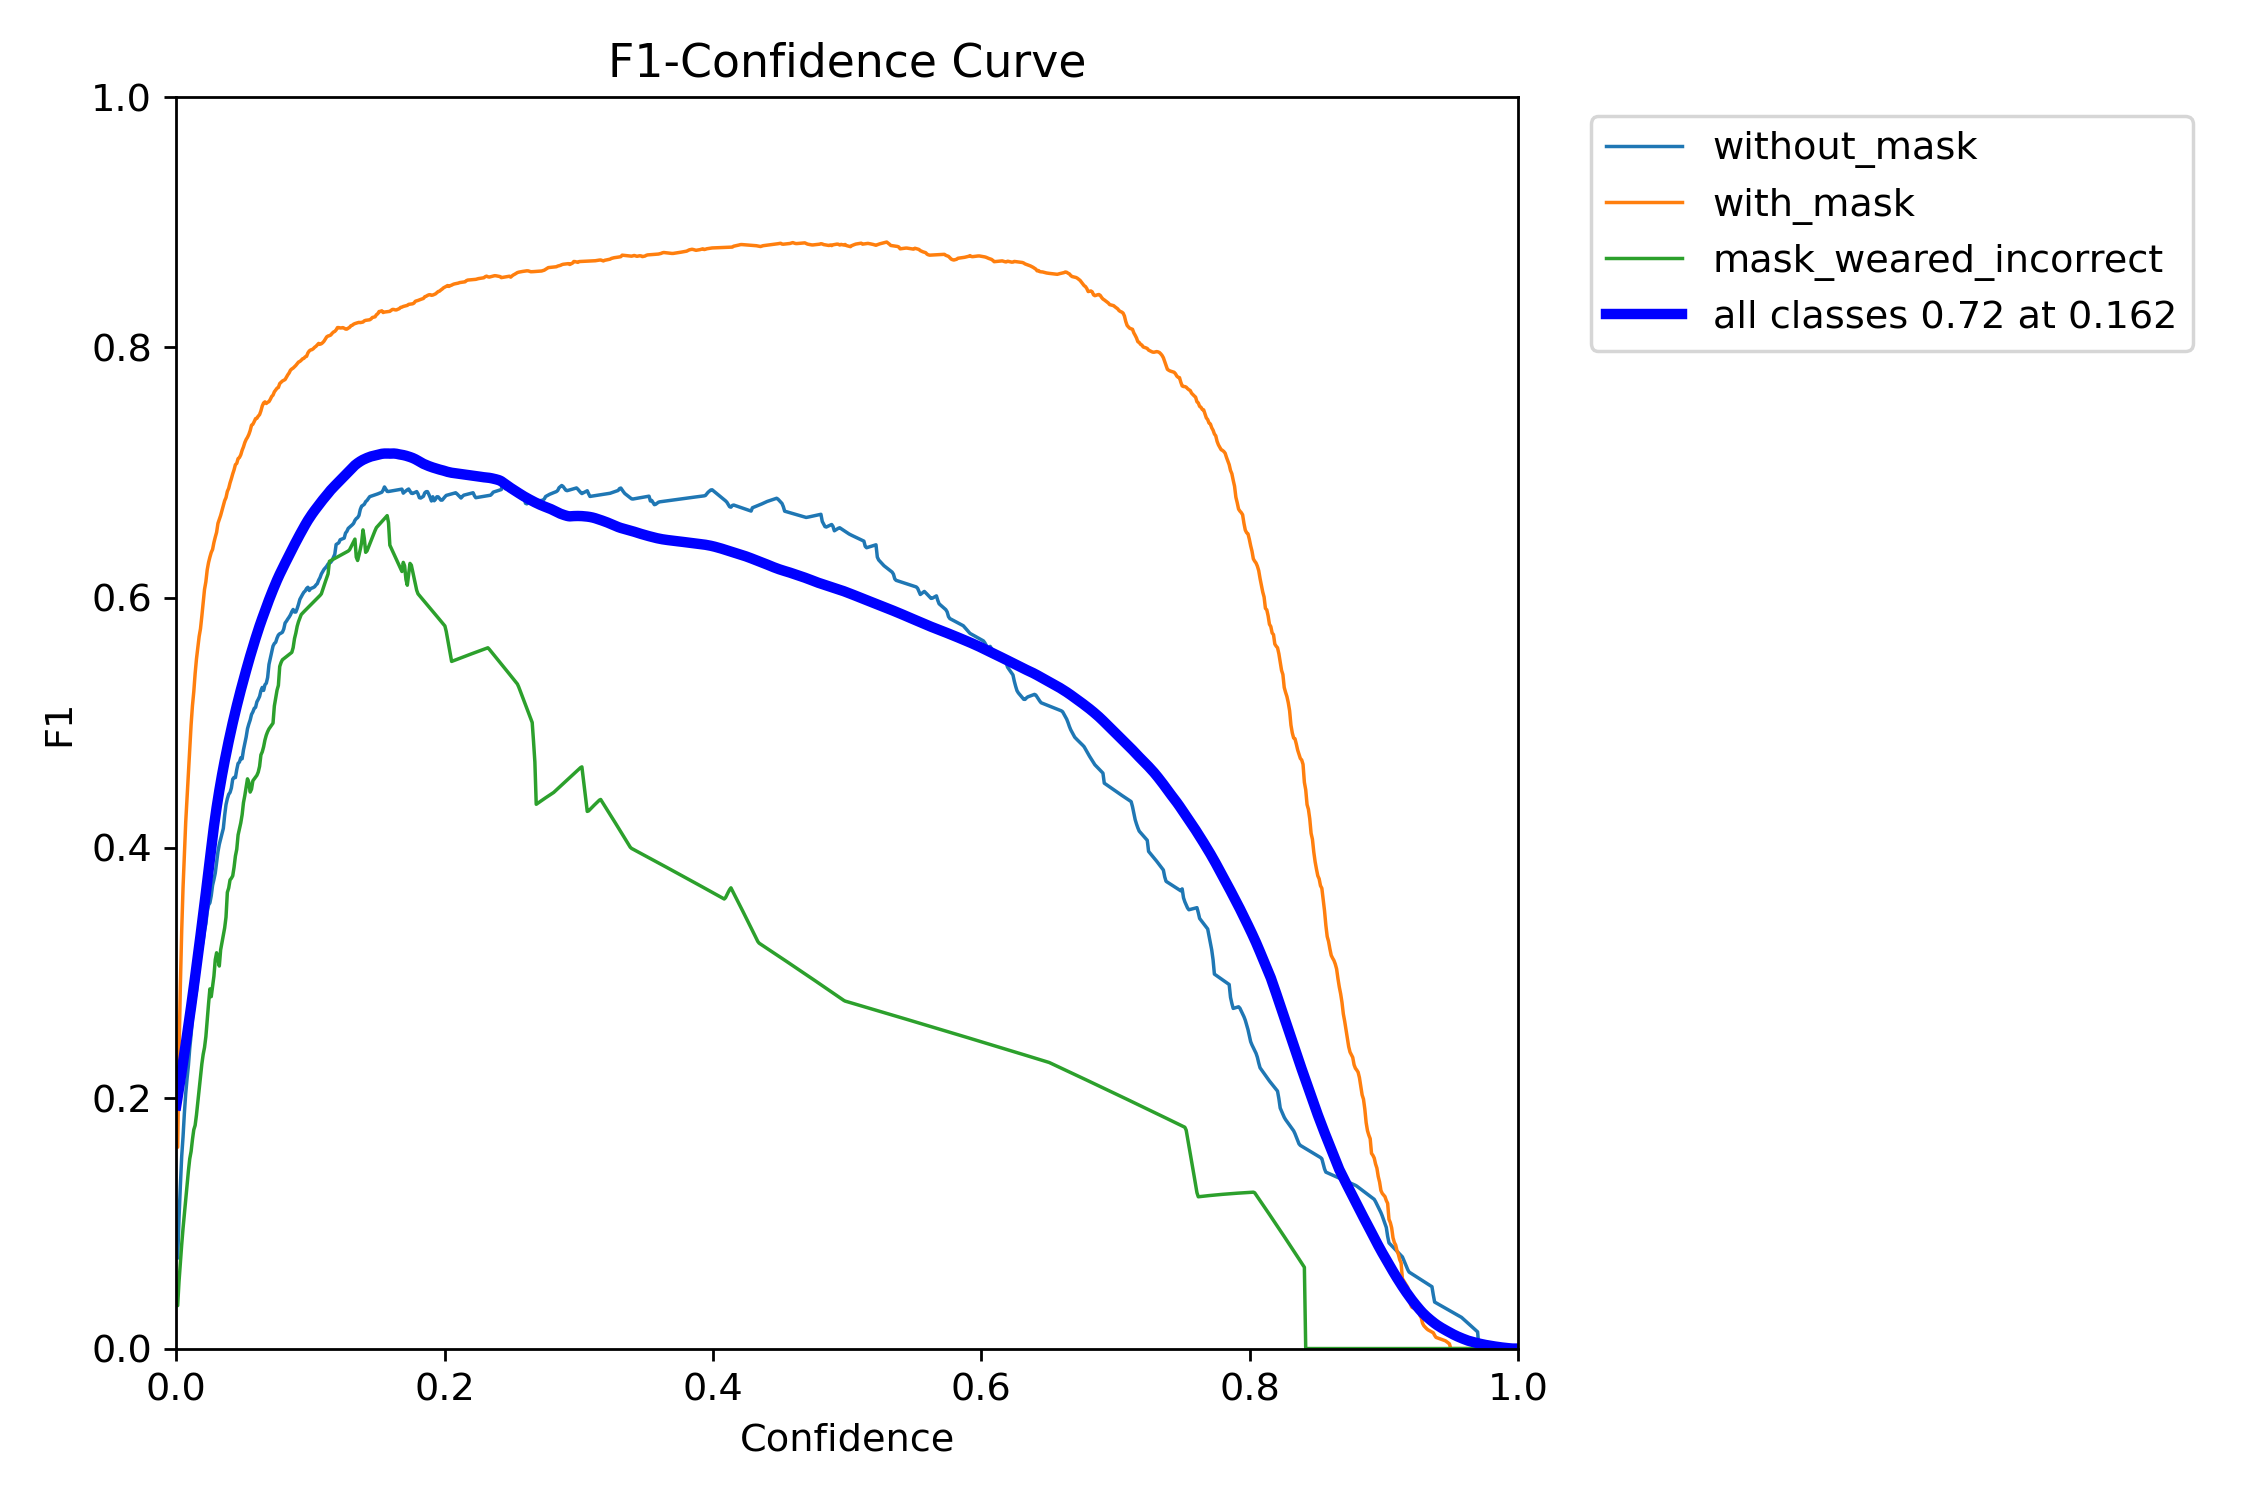 F1-Confidence Curve
1.0
0.8
0.6
0.4
0.2
0.0
F1
0.0 0.2 0.4 0.6 0.8 1.0
Confidence
without_mask
with_mask
mask_weared_incorrect
all classes 0.72 at 0.162